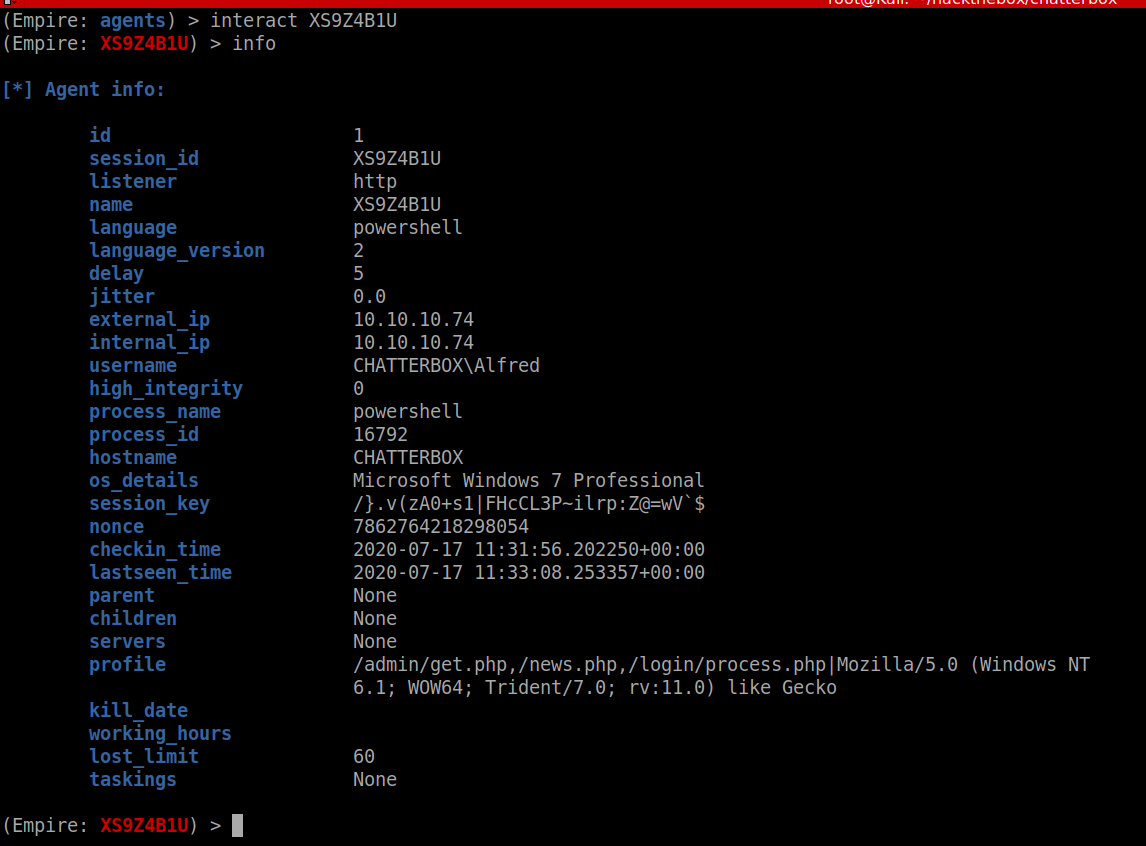 root@Kali: ~/hackthebox/chatterbox
(Empire: agents) > interact XS9Z4B1U
(Empire: XS9Z4B1U) > info
[*] Agent info:
id 1
session_id XS9Z4B1U
listener http
name XS9Z4B1U
language powershell
language_version 2
delay 5
jitter 0.0
external_ip 10.10.10.74
internal_ip 10.10.10.74
username CHATTERBOX\Alfred
high_integrity 0
process_name powershell
process_id 16792
hostname CHATTERBOX
os_details Microsoft Windows 7 Professional
session_key /}.v(zA0+s1|FHcCL3P~ilrp:Z@=wV`$
nonce 7862764218298054
checkin_time 2020-07-17 11:31:56.202250+00:00
lastseen_time 2020-07-17 11:33:08.253357+00:00
parent None
children None
servers None
profile /admin/get.php,/news.php,/login/process.php|Mozilla/5.0 (Windows NT
6.1; WOW64; Trident/7.0; rv:11.0) like Gecko
kill_date
working_hours
lost_limit 60
taskings None
(Empire: XS9Z4B1U) >